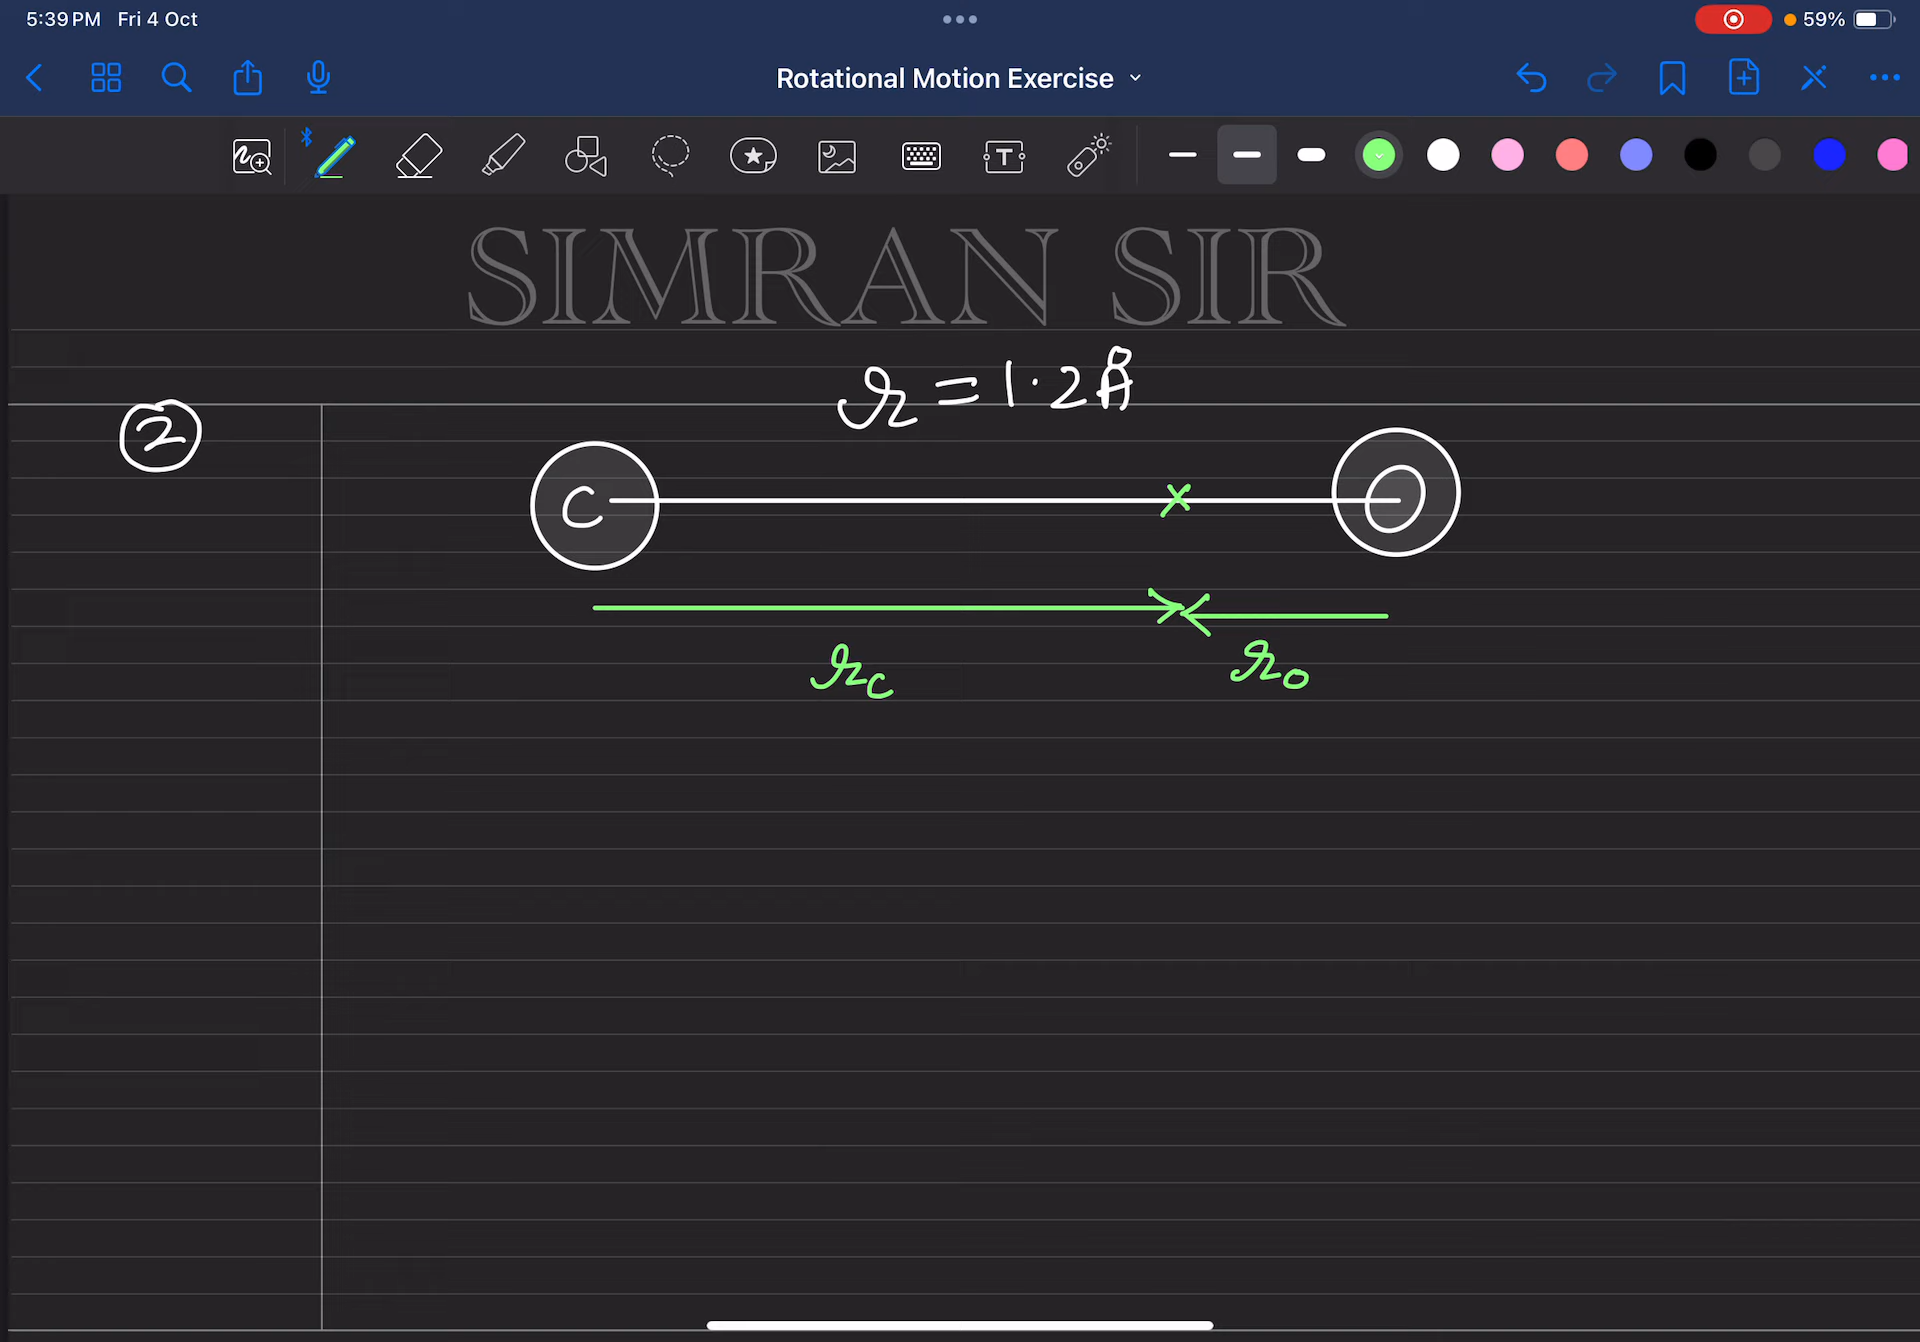 5:39 PM Fri 4 Oct
59%
Rotational Motion Exercise
T
SIMRAN SIR
r = 1.2 Å
2
C O
r_C r_O